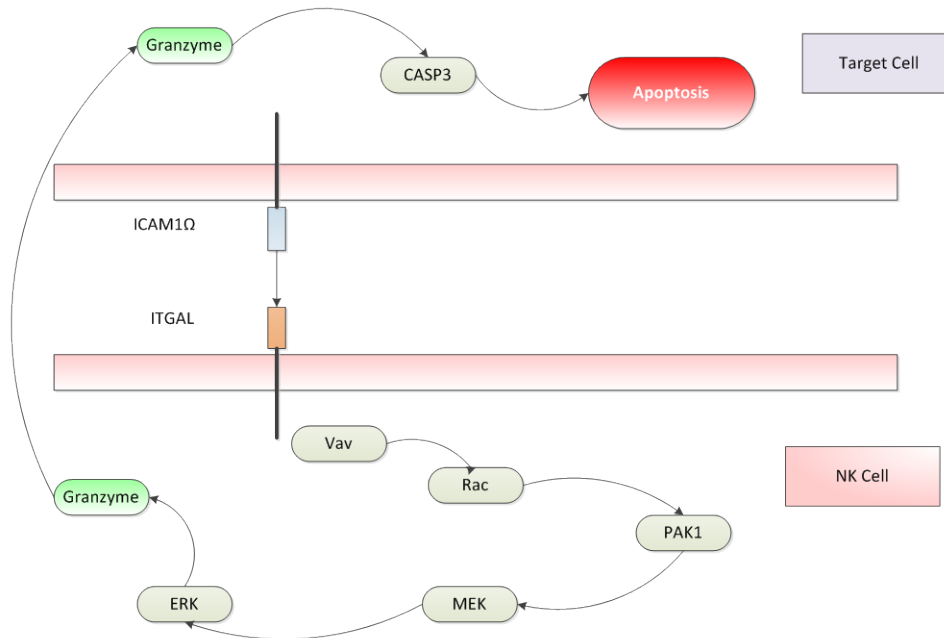 Granzyme
CASP3
Target Cell
Apoptosis
ICAM1Ω
ITGAL
Vav
Rac
NK Cell
Granzyme
PAK1
ERK
MEK